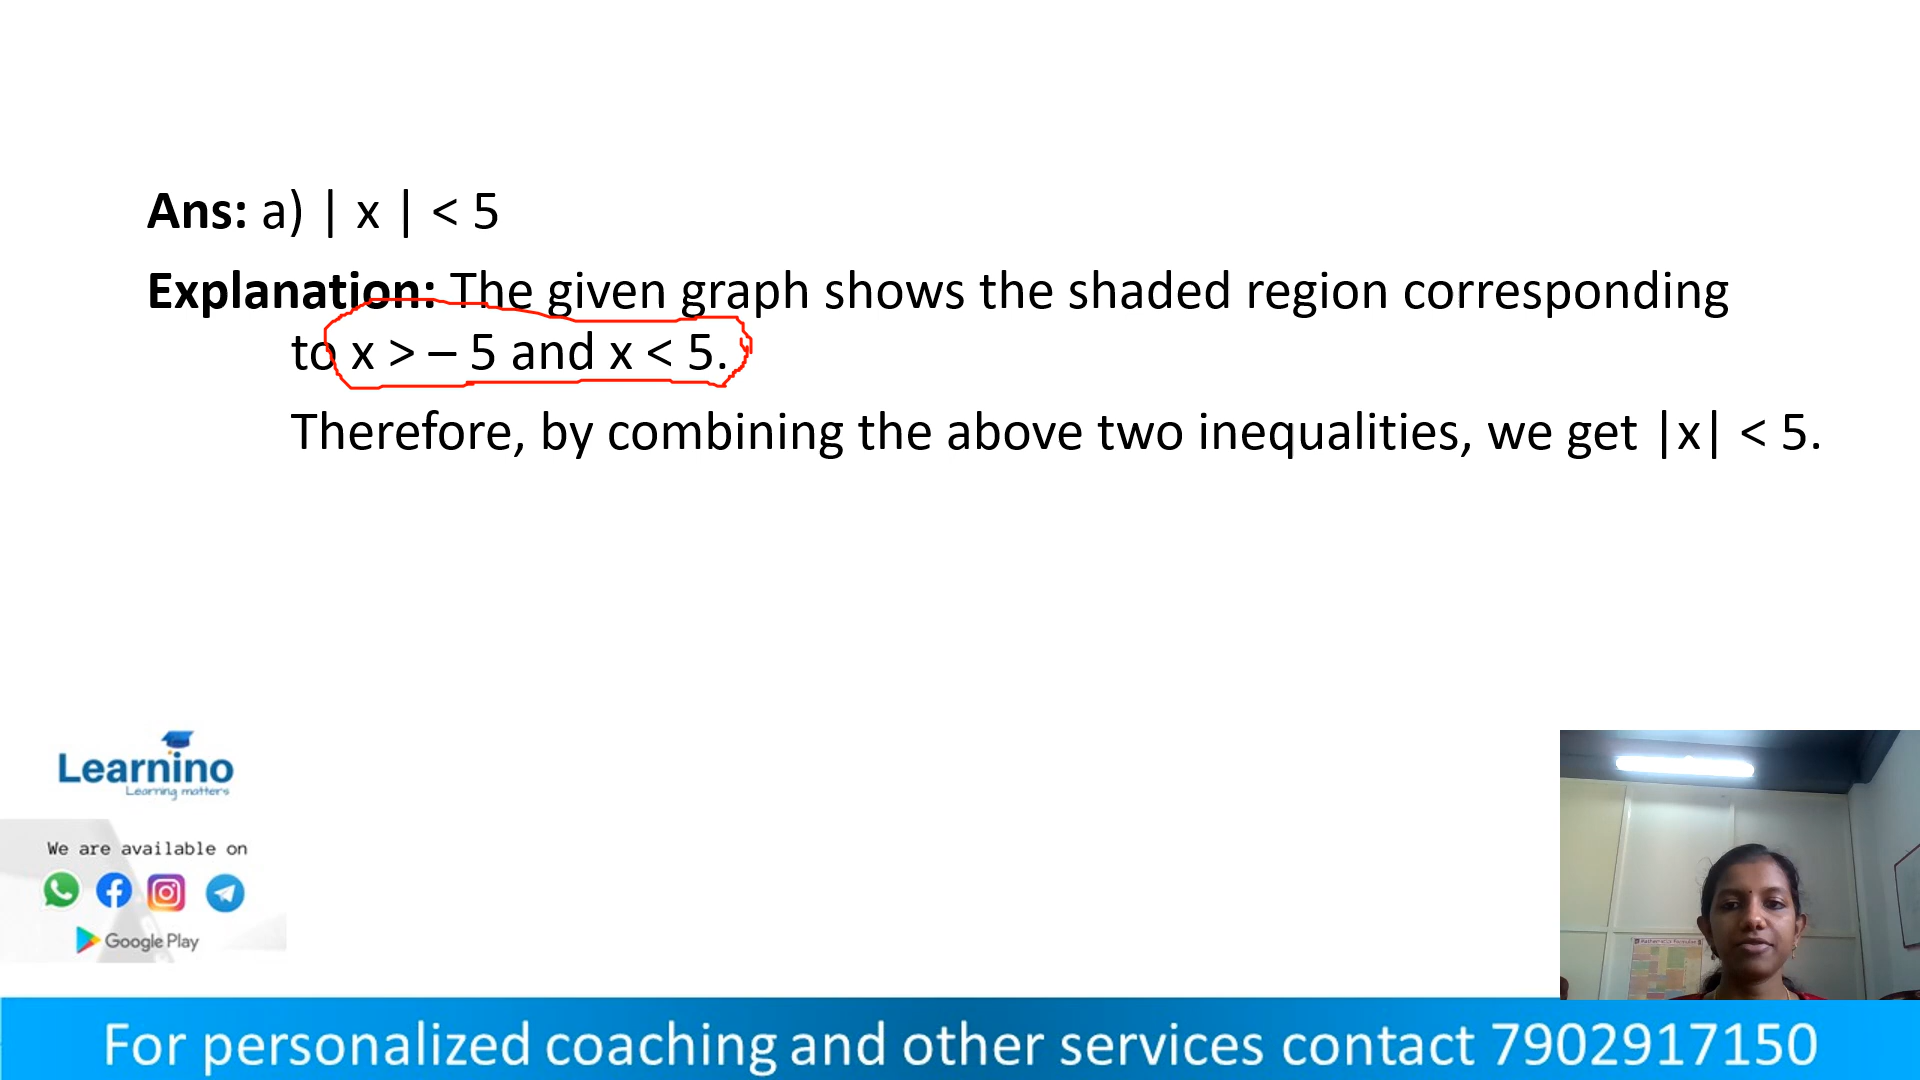 Ans: a) | x | < 5
Explanation: The given graph shows the shaded region corresponding
to x > – 5 and x < 5.
Therefore, by combining the above two inequalities, we get |x| < 5.
Learnino
Learning matters
We are available on
Google Play
Mathematics Formulas
For personalized coaching and other services contact 7902917150